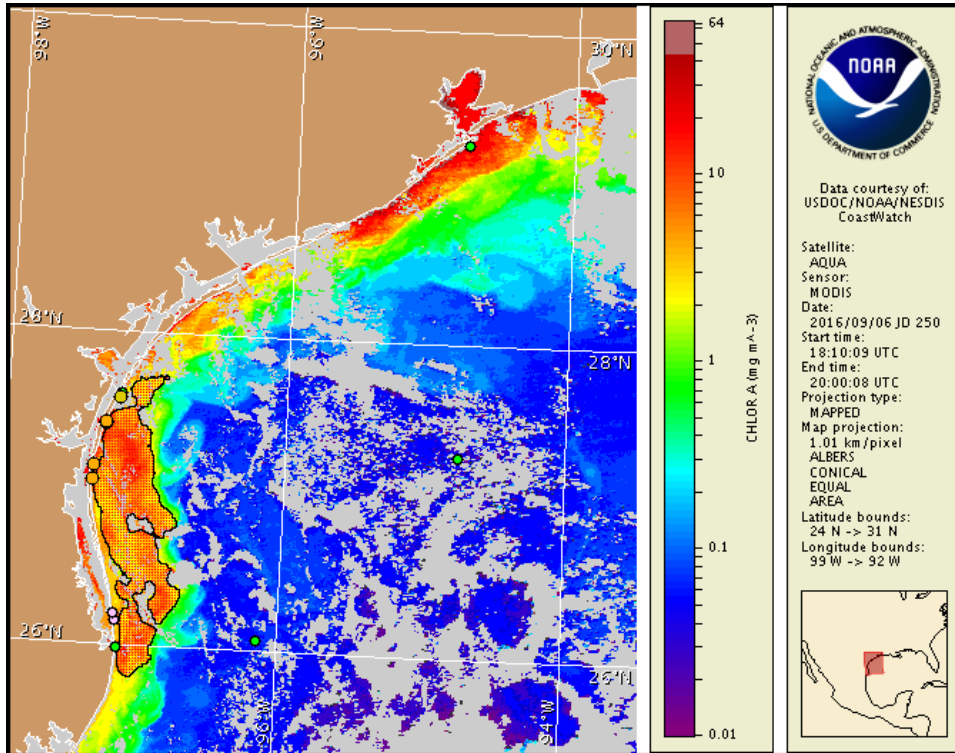 98°W
96°W
30°N
28°N
28°N
26°N
26°N
96°W
94°W
64
10
1
0.1
0.01
CHLOR A (mg m^-3)
NATIONAL OCEANIC AND ATMOSPHERIC ADMINISTRATION
NOAA
U.S. DEPARTMENT OF COMMERCE
Data courtesy of:
USDOC/NOAA/NESDIS
CoastWatch
Satellite:
AQUA
Sensor:
MODIS
Date:
2016/09/06 JD 250
Start time:
18:10:09 UTC
End time:
20:00:08 UTC
Projection type:
MAPPED
Map projection:
1.01 km/pixel
ALBERS
CONICAL
EQUAL
AREA
Latitude bounds:
24 N -> 31 N
Longitude bounds:
99 W -> 92 W